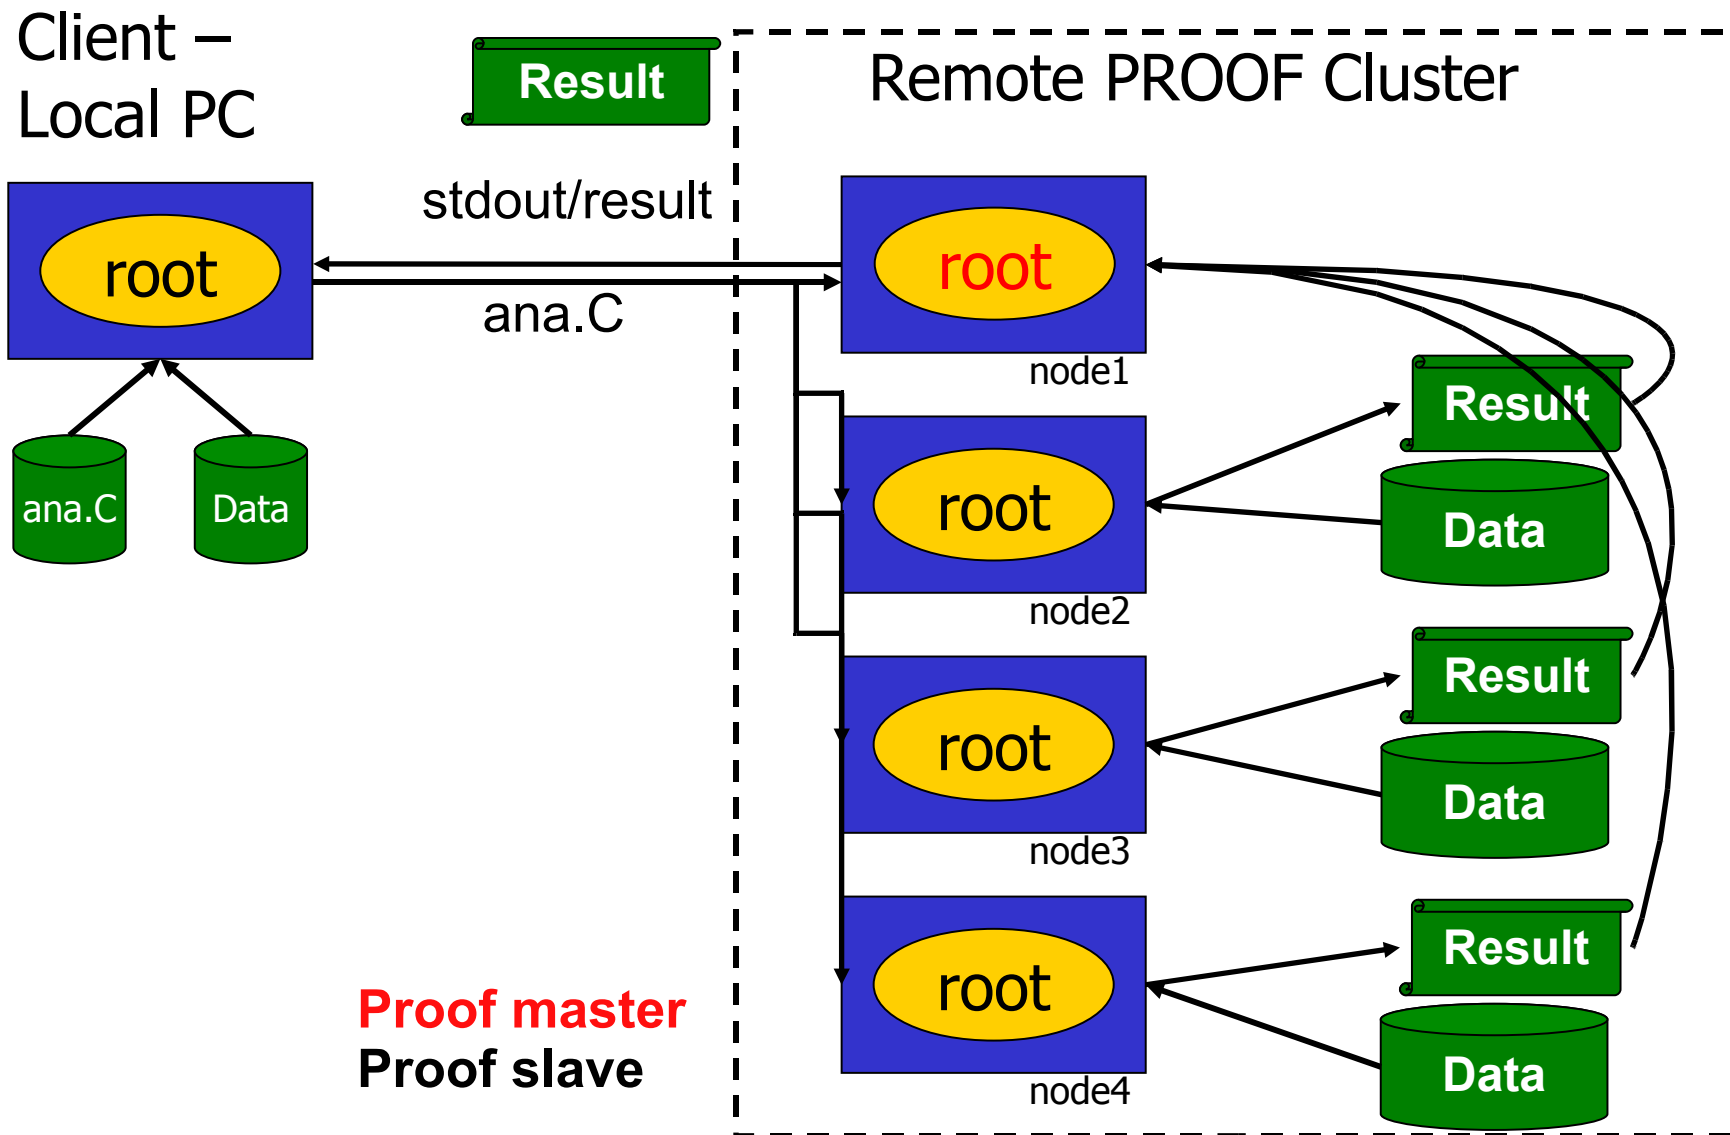 Client –
Local PC
Result
Remote PROOF Cluster
stdout/result
root
root
ana.C
node1
Result
ana.C
Data
root
Data
node2
Result
root
Data
node3
Result
root
Proof master
Proof slave
Data
node4